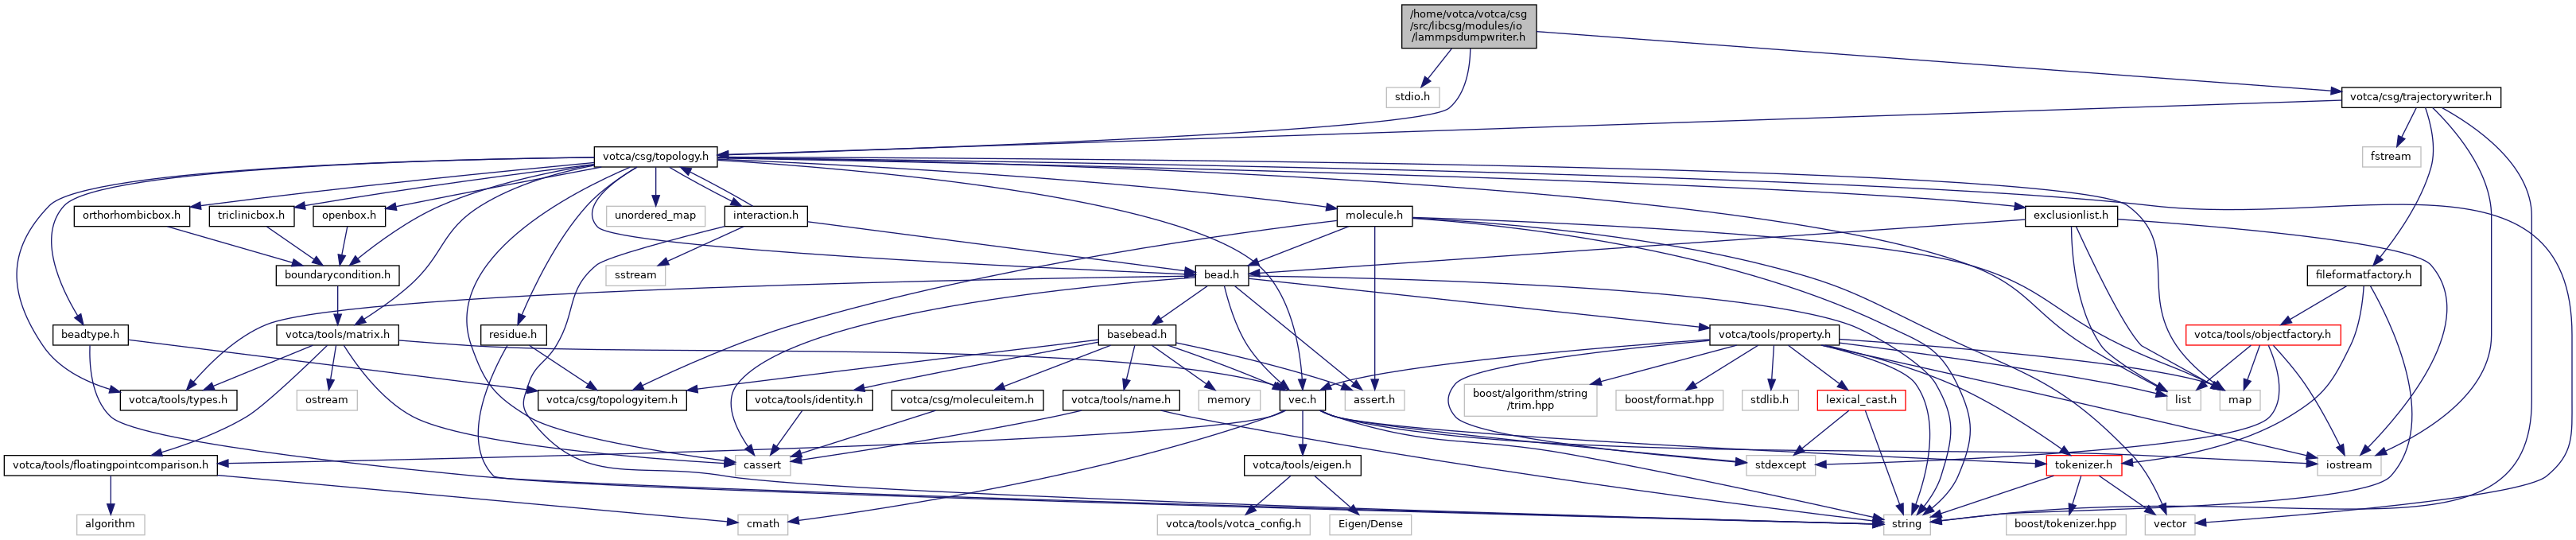 /home/votca/votca/csg
/src/libcsg/modules/io
/lammpsdumpwriter.h
stdio.h
votca/csg/trajectorywriter.h
votca/csg/topology.h
fstream
orthorhombicbox.h
triclinicbox.h
openbox.h
unordered_map
interaction.h
molecule.h
exclusionlist.h
boundarycondition.h
sstream
bead.h
fileformatfactory.h
beadtype.h
votca/tools/matrix.h
residue.h
basebead.h
votca/tools/property.h
votca/tools/objectfactory.h
votca/tools/types.h
ostream
votca/csg/topologyitem.h
votca/tools/identity.h
votca/csg/moleculeitem.h
votca/tools/name.h
memory
vec.h
assert.h
boost/algorithm/string
/trim.hpp
boost/format.hpp
stdlib.h
lexical_cast.h
list
map
votca/tools/floatingpointcomparison.h
cassert
votca/tools/eigen.h
stdexcept
tokenizer.h
iostream
algorithm
cmath
votca/tools/votca_config.h
Eigen/Dense
string
boost/tokenizer.hpp
vector